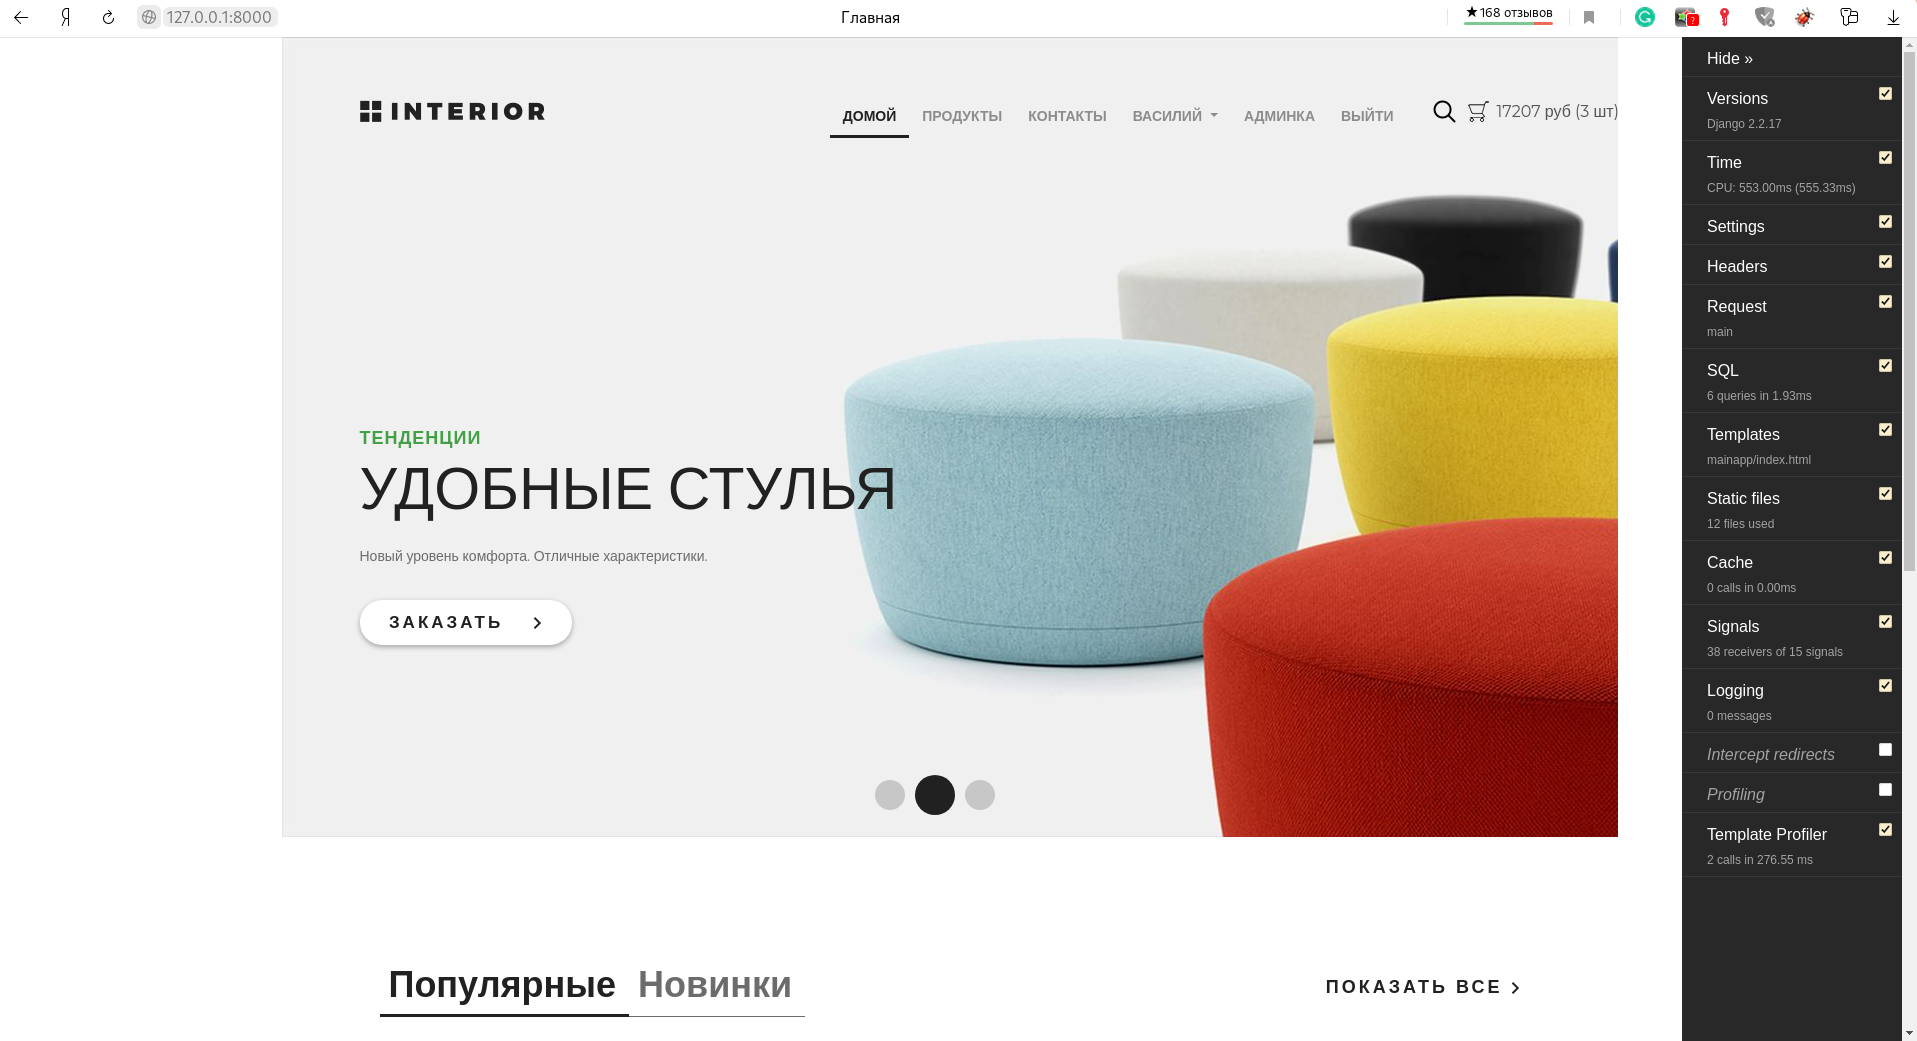 127.0.0.1:8000
Главная
★168 отзывов
INTERIOR
ДОМОЙ ПРОДУКТЫ КОНТАКТЫ ВАСИЛИЙ АДМИНКА ВЫЙТИ
17207 руб (3 шт)
ТЕНДЕНЦИИ
УДОБНЫЕ СТУЛЬЯ
Новый уровень комфорта. Отличные характеристики.
ЗАКАЗАТЬ
Популярные Новинки
ПОКАЗАТЬ ВСЕ
Hide »
Versions
Django 2.2.17
Time
CPU: 553.00ms (555.33ms)
Settings
Headers
Request
main
SQL
6 queries in 1.93ms
Templates
mainapp/index.html
Static files
12 files used
Cache
0 calls in 0.00ms
Signals
38 receivers of 15 signals
Logging
0 messages
Intercept redirects
Profiling
Template Profiler
2 calls in 276.55 ms